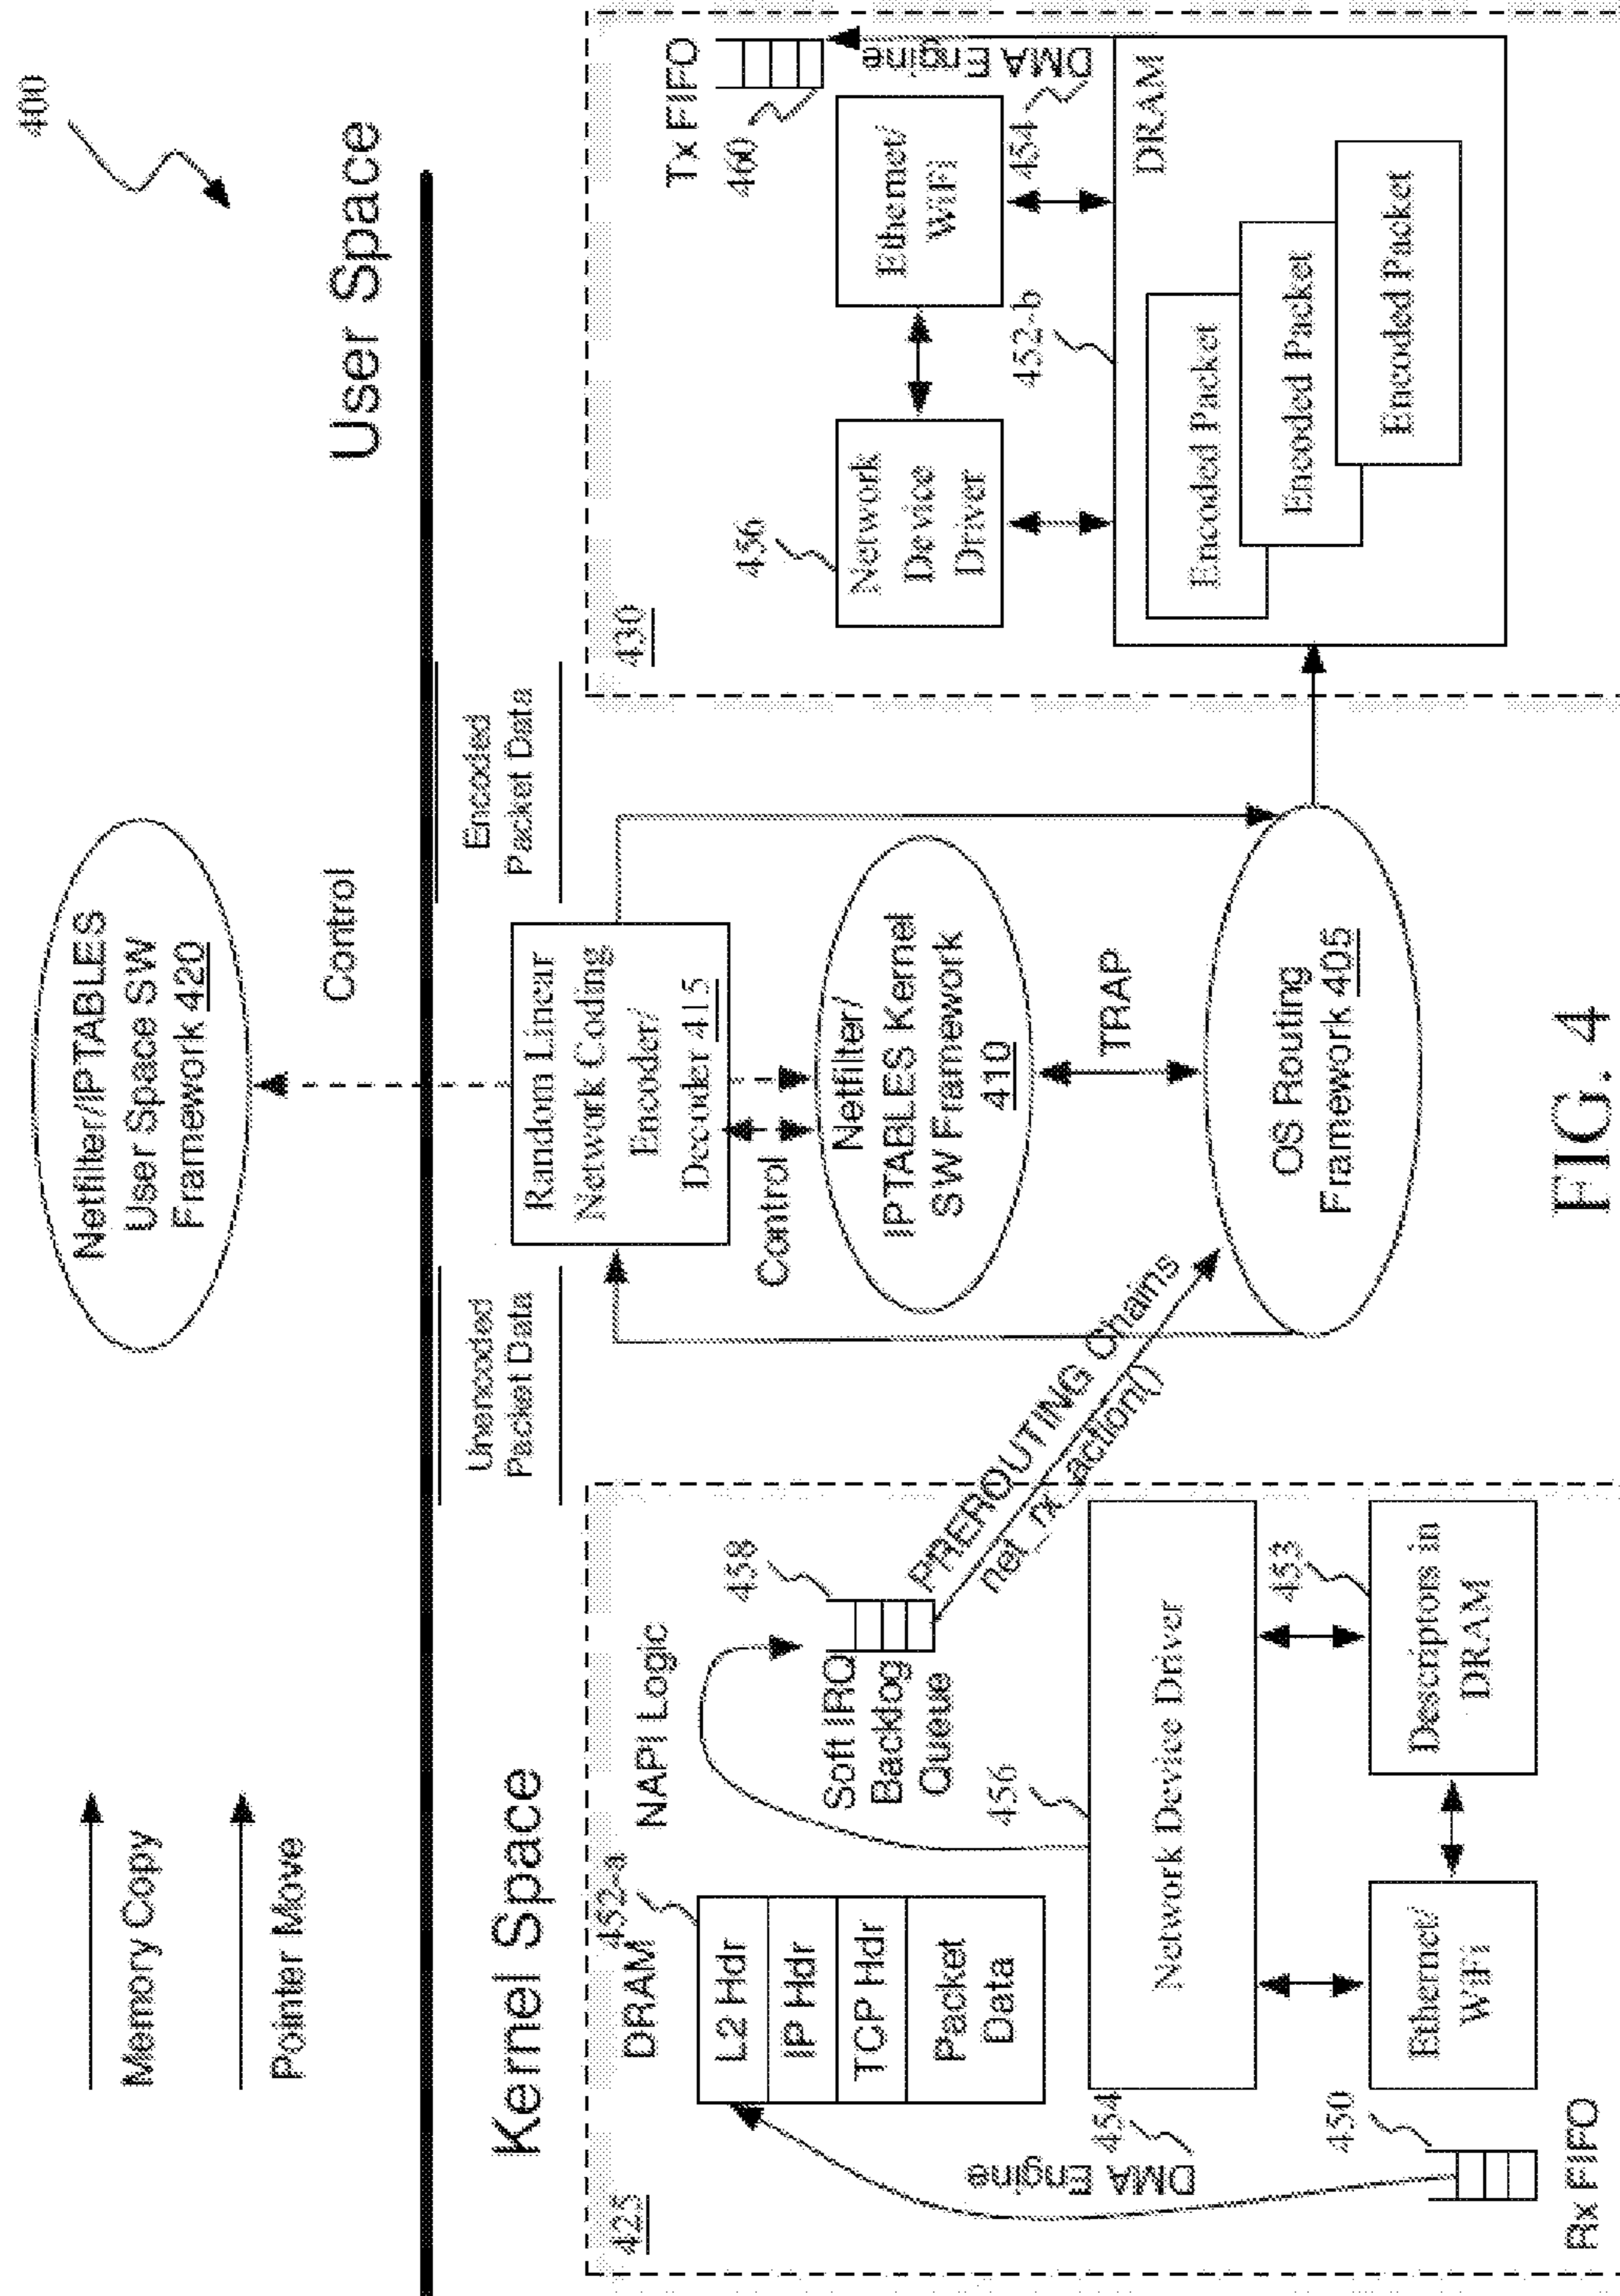 400
Memory Copy
Pointer Move
Netfilter/IPTABLES
User Space SW
Framework 420
Control
User Space
Kernel Space
Unencoded
Packet Data
Encoded
Packet Data
425
DRAM
452-a
NAPI Logic
L2 Hdr
IP Hdr
TCP Hdr
Packet
Data
458
Soft IRQ
Backlog
Queue
PREROUTING Chains
net_rx_action()
DMA Engine
454
456
Network Device Driver
450
Rx FIFO
Ethernet/
WiFi
453
Descriptors in
DRAM
Random Linear
Network Coding
Encoder/
Decoder 415
Control
Netfilter/
IPTABLES Kernel
SW Framework
410
TRAP
OS Routing
Framework 405
430
456
Network
Device
Driver
Ethernet/
WiFi
Tx FIFO
460
DMA Engine
454
452-b
DRAM
Encoded Packet
Encoded Packet
Encoded Packet
FIG. 4